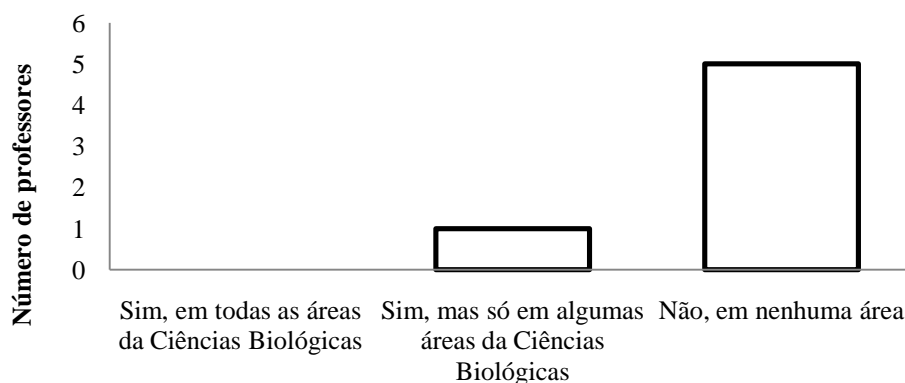 Número de professores
6
5
4
3
2
1
0
Sim, em todas as áreas
da Ciências Biológicas
Sim, mas só em algumas
áreas da Ciências
Biológicas
Não, em nenhuma área